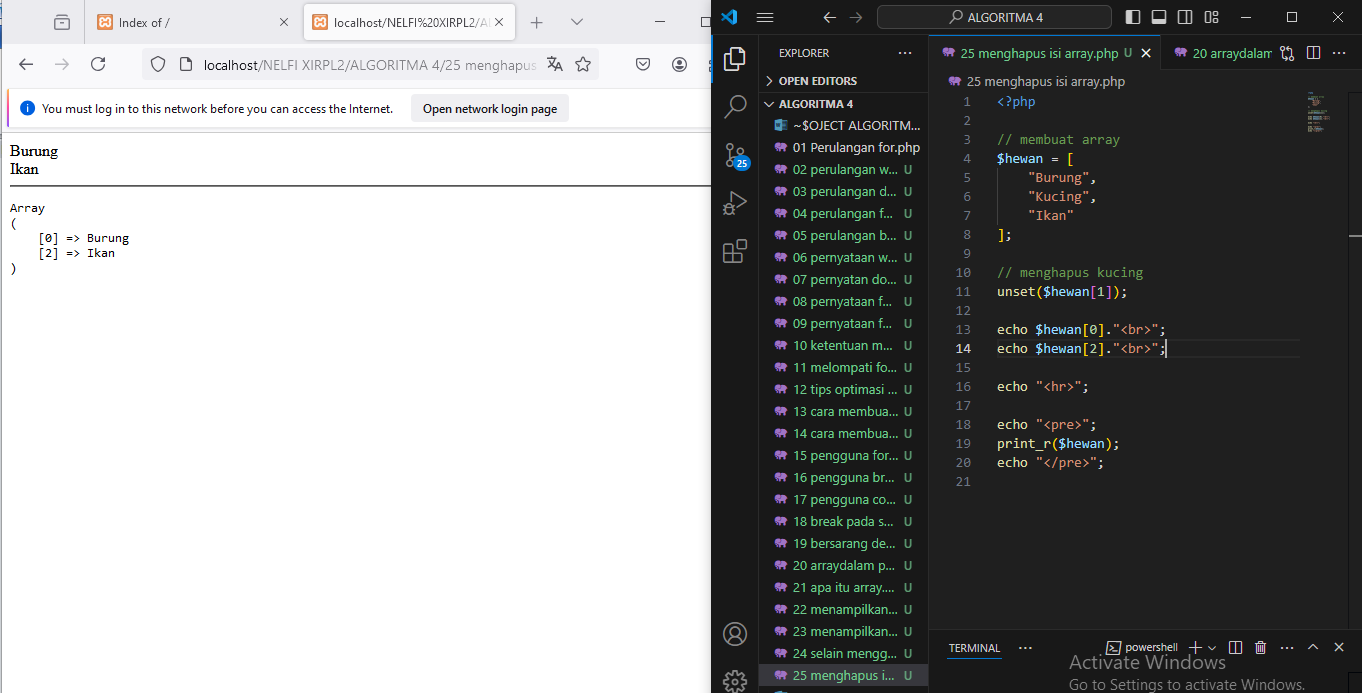 Index of /
localhost/NELFI%20XIRPL2/Al
localhost/NELFI XIRPL2/ALGORITMA 4/25 menghapus
You must log in to this network before you can access the Internet.
Open network login page
Burung
Ikan
Array
(
    [0] => Burung
    [2] => Ikan
)
ALGORITMA 4
EXPLORER
OPEN EDITORS
ALGORITMA 4
~$OJECT ALGORITM...
01 Perulangan for.php
02 perulangan w... U
03 perulangan d... U
04 perulangan f... U
05 perulangan b... U
06 pernyataan w... U
07 pernyatan do... U
08 pernyataan f... U
09 pernyataan f... U
10 ketentuan m... U
11 melompati fo... U
12 tips optimasi ... U
13 cara membua... U
14 cara membua... U
15 pengguna for... U
16 pengguna br... U
17 pengguna co... U
18 break pada s... U
19 bersarang de... U
20 arraydalam p... U
21 apa itu array.... U
22 menampilkan... U
23 menampilkan... U
24 selain mengg... U
25 menghapus i... U
25
25 menghapus isi array.php U
20 arraydalam
25 menghapus isi array.php
1 <?php
2
3 // membuat array
4 $hewan = [
5     "Burung",
6     "Kucing",
7     "Ikan"
8 ];
9
10 // menghapus kucing
11 unset($hewan[1]);
12
13 echo $hewan[0]."<br>";
14 echo $hewan[2]."<br>";
15
16 echo "<hr>";
17
18 echo "<pre>";
19 print_r($hewan);
20 echo "</pre>";
21
TERMINAL
powershell
Activate Windows
Go to Settings to activate Windows.